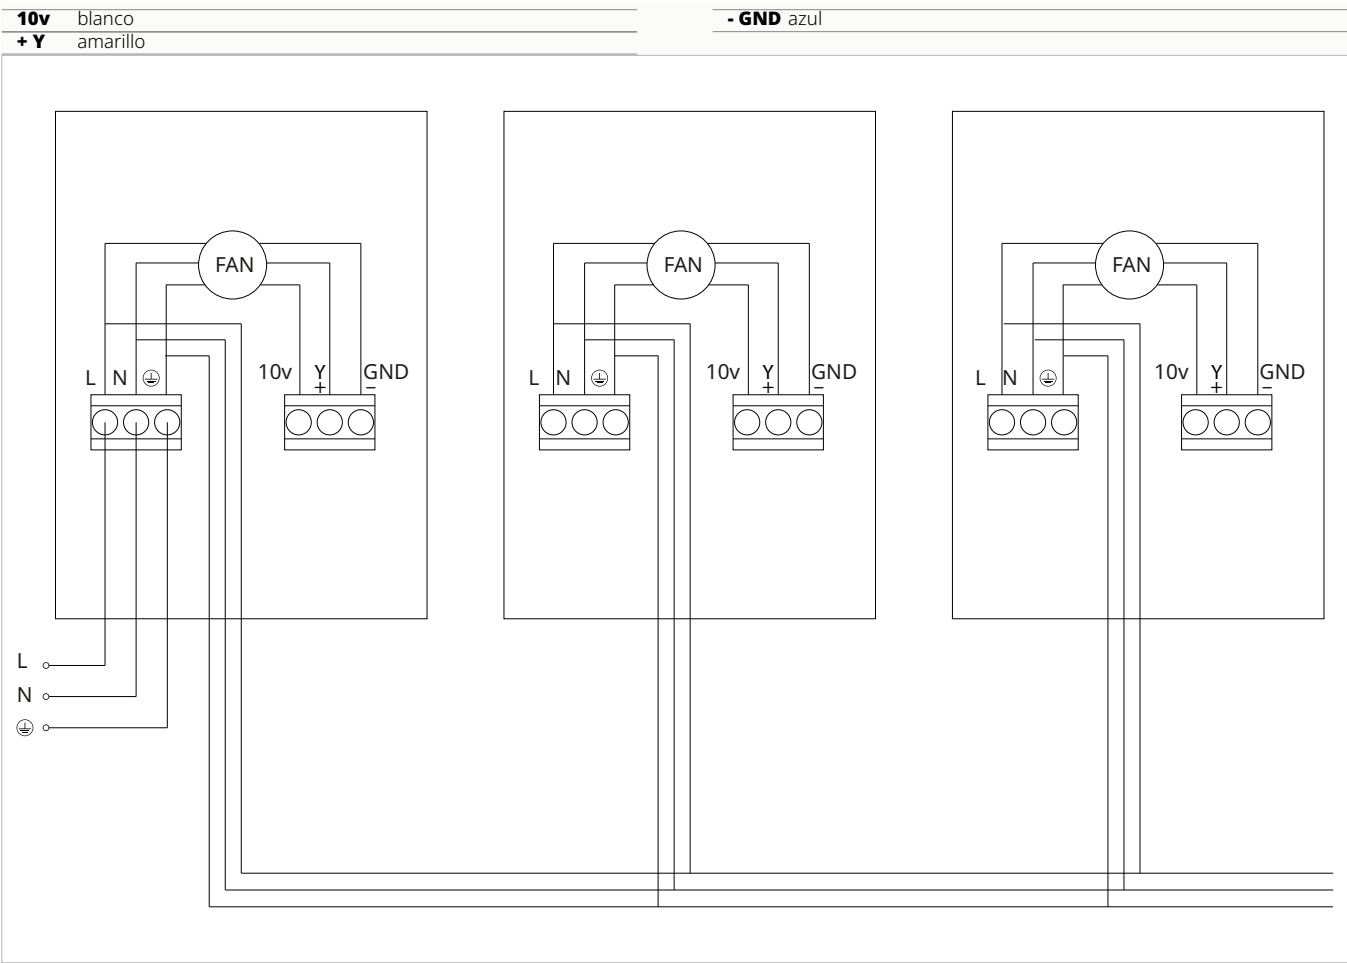 10v blanco - GND azul
+ Y amarillo
FAN FAN FAN
10v Y GND 10v Y GND 10v Y GND
L N L N L N
+ − + − + −
L
N